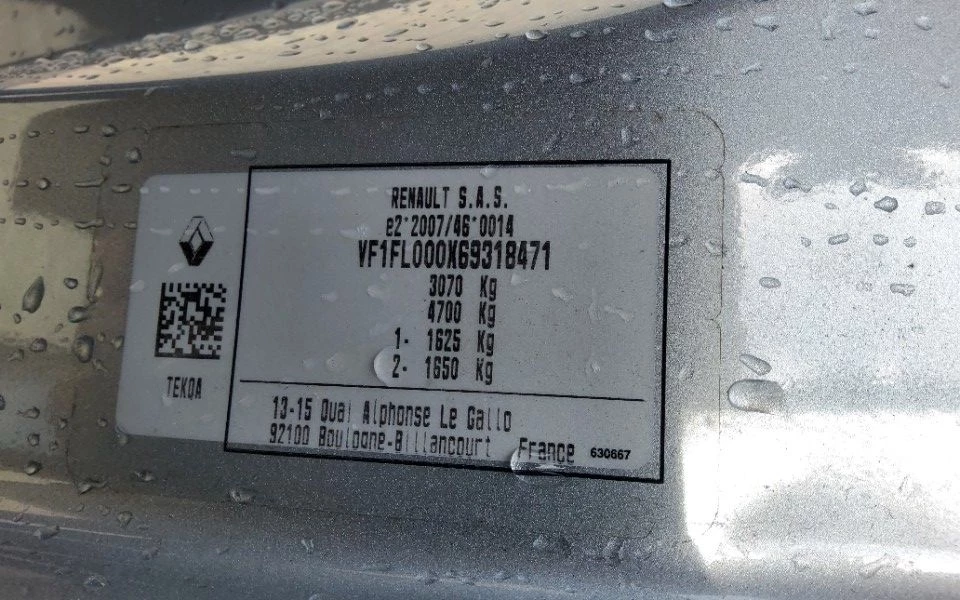 RENAULT S.A.S.
e2*2007/46*0014
VF1FL000X69318471
3070 Kg
4700 Kg
1- 1625 Kg
2- 1650 Kg
TEKQA
13-15 Quai Alphonse Le Gallo
92100 Boulogne-Billancourt France 630667